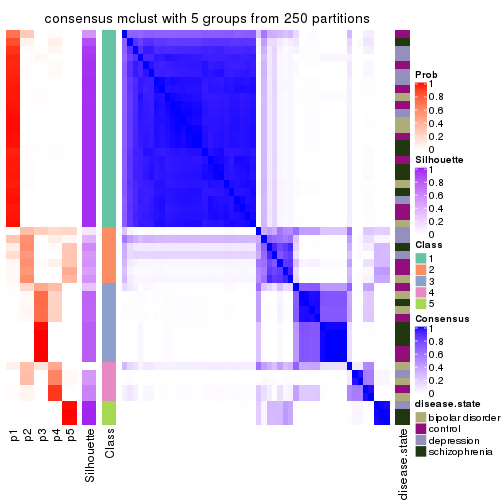 consensus mclust with 5 groups from 250 partitions
Prob
1
0.8
0.6
0.4
0.2
0
Silhouette
1
0.8
0.6
0.4
0.2
0
Class
1
2
3
4
5
Consensus
1
0.8
0.6
0.4
0.2
0
disease.state
bipolar disorder
control
depression
schizophrenia
p1
p2
p3
p4
p5
Silhouette
Class
disease.state